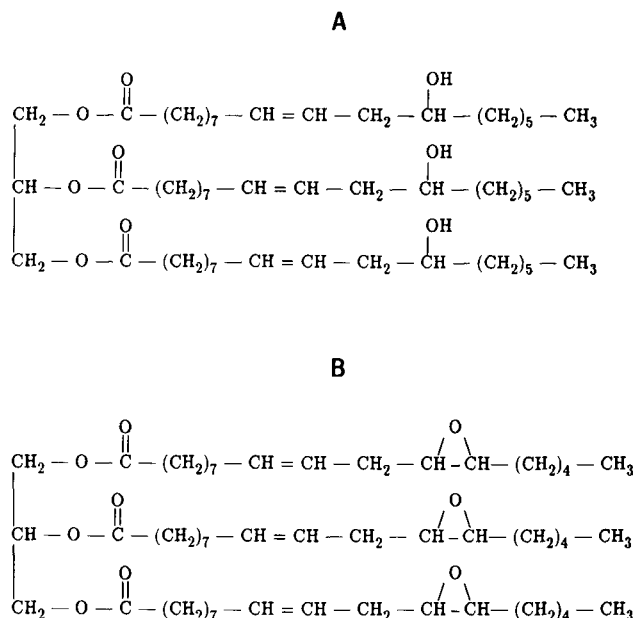 A
O OH
CH₂ — O — C — (CH₂)₇ — CH = CH — CH₂ — CH — (CH₂)₅ — CH₃
O OH
CH — O — C — (CH₂)₇ — CH = CH — CH₂ — CH — (CH₂)₅ — CH₃
O OH
CH₂ — O — C — (CH₂)₇ — CH = CH — CH₂ — CH — (CH₂)₅ — CH₃
B
O O
CH₂ — O — C — (CH₂)₇ — CH = CH — CH₂ — CH — CH — (CH₂)₄ — CH₃
O O
CH — O — C — (CH₂)₇ — CH = CH — CH₂ — CH — CH — (CH₂)₄ — CH₃
O O
CH₂ — O — C — (CH₂)₇ — CH = CH — CH₂ — CH — CH — (CH₂)₄ — CH₃